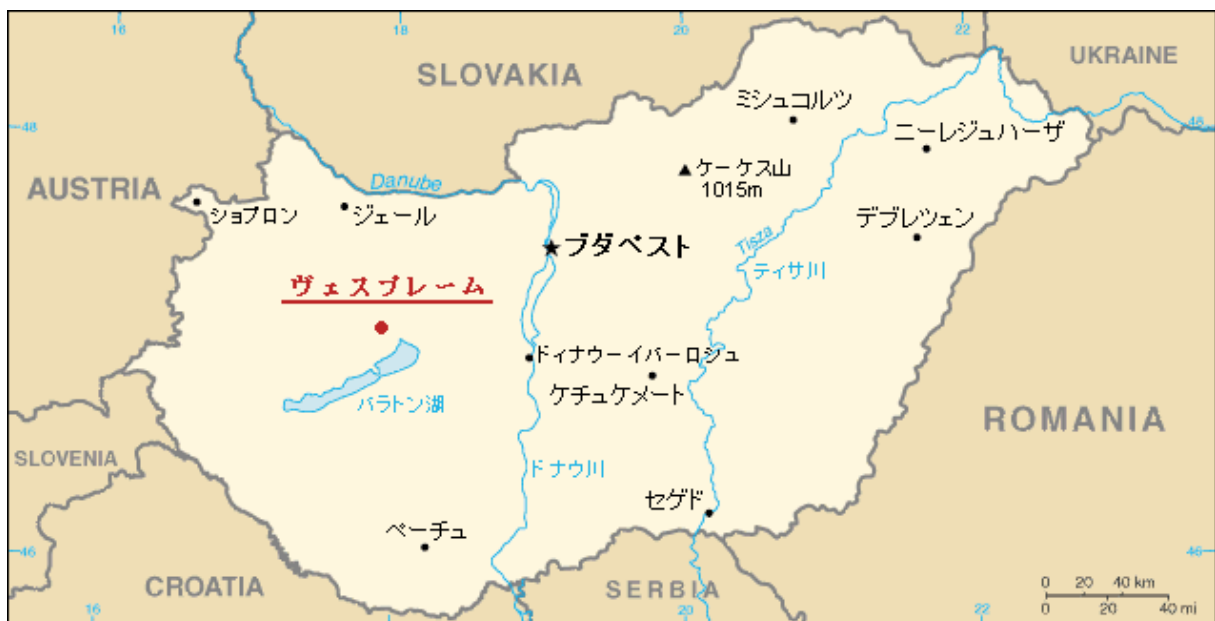 16
18
20
22
UKRAINE
SLOVAKIA
ミシュコルツ
48
48
ニーレジュハーザ
ケーケス山
1015m
AUSTRIA
Danube
ショプロン
ジェール
デブレツェン
Tisza
ブダペスト
ティサ川
ヴェスプレーム
ドィナウーイバーロシュ
ケチュケメート
バラトン湖
ROMANIA
SLOVENIA
ドナウ川
セゲド
ペーチュ
46
46
CROATIA
SERBIA
0 20 40 km
0 20 40 mi
16
20
22